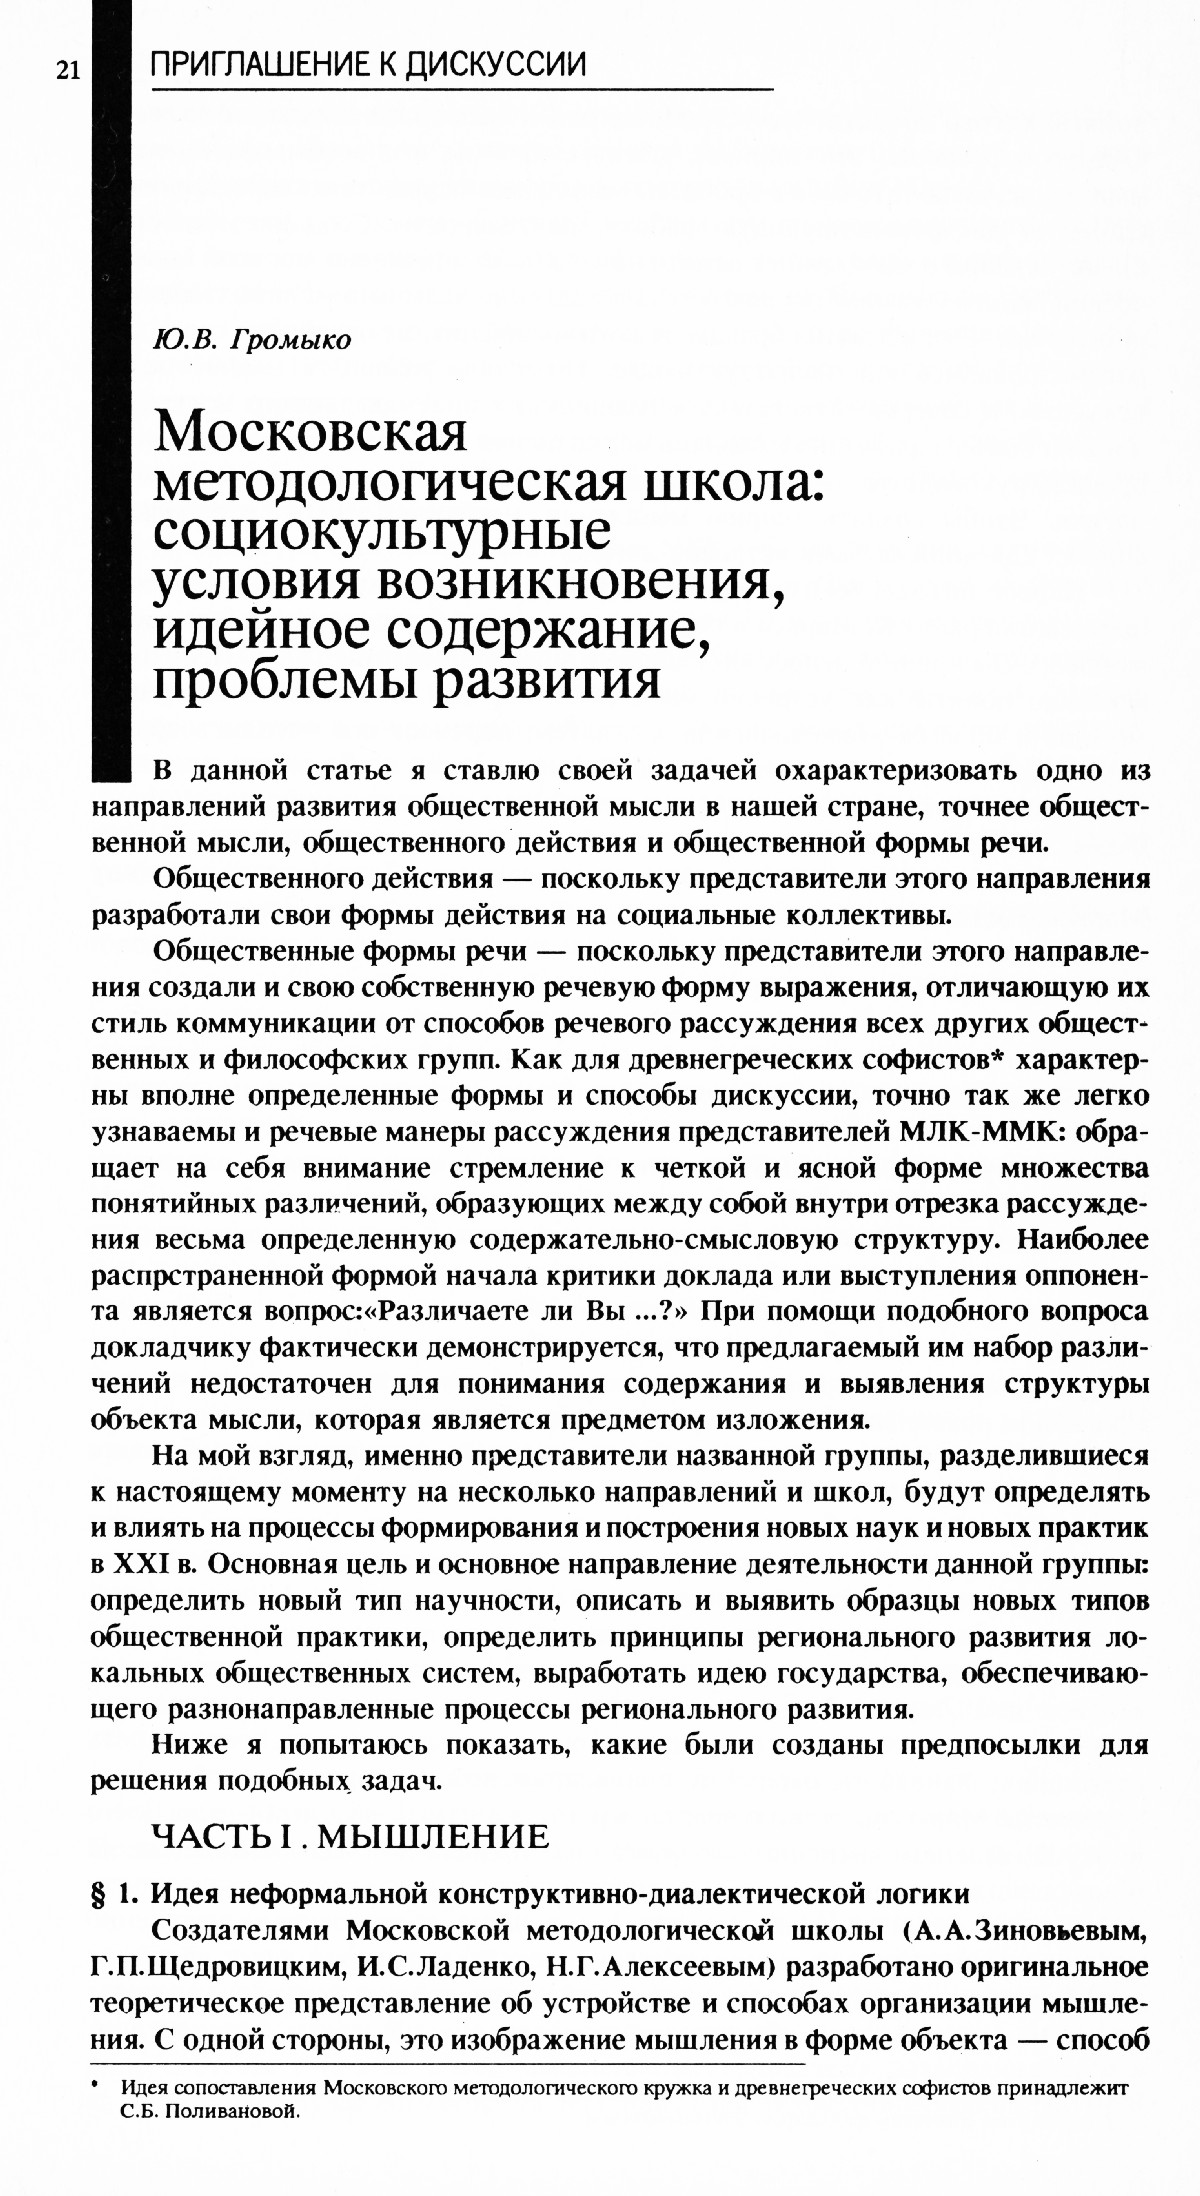 21
ПРИГЛАШЕНИЕ К ДИСКУССИИ
Ю.В. Громыко
Московская
методологическая школа:
социокультурные
условия возникновения,
идейное содержание,
проблемы развития
В данной статье я ставлю своей задачей охарактеризовать одно из
направлений развития общественной мысли в нашей стране, точнее общест-
венной мысли, общественного действия и общественной формы речи.
Общественного действия — поскольку представители этого направления
разработали свои формы действия на социальные коллективы.
Общественные формы речи — поскольку представители этого направле-
ния создали и свою собственную речевую форму выражения, отличающую их
стиль коммуникации от способов речевого рассуждения всех других общест-
венных и философских групп. Как для древнегреческих софистов* характер-
ны вполне определенные формы и способы дискуссии, точно так же легко
узнаваемы и речевые манеры рассуждения представителей МЛК-ММК: обра-
щает на себя внимание стремление к четкой и ясной форме множества
понятийных различений, образующих между собой внутри отрезка рассужде-
ния весьма определенную содержательно-смысловую структуру. Наиболее
распрстраненной формой начала критики доклада или выступления оппонен-
та является вопрос:«Различаете ли Вы ...?» При помощи подобного вопроса
докладчику фактически демонстрируется, что предлагаемый им набор разли-
чений недостаточен для понимания содержания и выявления структуры
объекта мысли, которая является предметом изложения.
На мой взгляд, именно представители названной группы, разделившиеся
к настоящему моменту на несколько направлений и школ, будут определять
и влиять на процессы формирования и построения новых наук и новых практик
в XXI в. Основная цель и основное направление деятельности данной группы:
определить новый тип научности, описать и выявить образцы новых типов
общественной практики, определить принципы регионального развития ло-
кальных общественных систем, выработать идею государства, обеспечиваю-
щего разнонаправленные процессы регионального развития.
Ниже я попытаюсь показать, какие были созданы предпосылки для
решения подобных задач.
ЧАСТЬ I . МЫШЛЕНИЕ
§ 1. Идея неформальной конструктивно-диалектической логики
Создателями Московской методологической школы (А.А.Зиновьевым,
Г.П.Щедровицким, И.С.Ладенко, Н.Г.Алексеевым) разработано оригинальное
теоретическое представление об устройстве и способах организации мышле-
ния. С одной стороны, это изображение мышления в форме объекта — способ
* Идея сопоставления Московского методологического кружка и древнегреческих софистов принадлежит
С.Б. Поливановой.